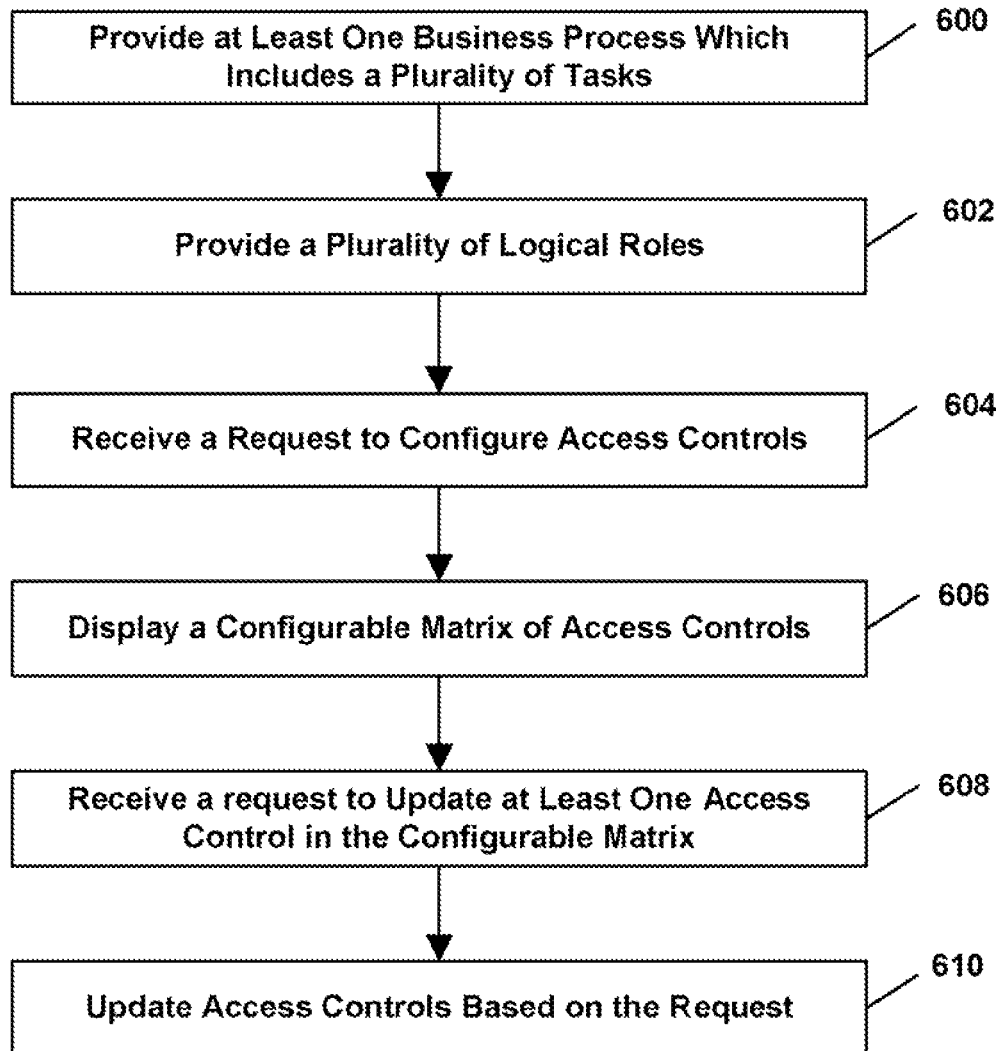 Provide at Least One Business Process Which
Includes a Plurality of Tasks
600
Provide a Plurality of Logical Roles
602
Receive a Request to Configure Access Controls
604
Display a Configurable Matrix of Access Controls
606
Receive a request to Update at Least One Access
Control in the Configurable Matrix
608
Update Access Controls Based on the Request
610